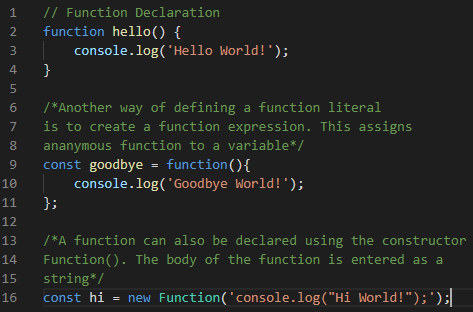 1 // Function Declaration
2 function hello() {
3     console.log('Hello World!');
4 }
5
6 /*Another way of defining a function literal
7 is to create a function expression. This assigns
8 ananymous function to a variable*/
9 const goodbye = function(){
10     console.log('Goodbye World!');
11 };
12
13 /*A function can also be declared using the constructor
14 Function(). The body of the function is entered as a
15 string*/
16 const hi = new Function('console.log("Hi World!");');